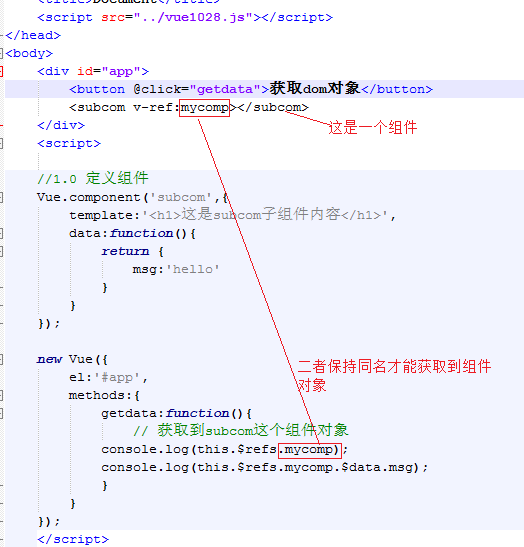 <title>Document</title>
<script src="../vue1028.js"></script>
</head>
<body>
<div id="app">
<button @click="getdata">获取dom对象</button>
<subcom v-ref:mycomp></subcom>
这是一个组件
</div>
<script>
//1.0 定义组件
Vue.component('subcom',{
template:'<h1>这是subcom子组件内容</h1>',
data:function(){
return {
msg:'hello'
}
}
});
new Vue({
二者保持同名才能获取到组件
对象
el:'#app',
methods:{
getdata:function(){
// 获取到subcom这个组件对象
console.log(this.$refs.mycomp);
console.log(this.$refs.mycomp.$data.msg);
}
}
});
</script>